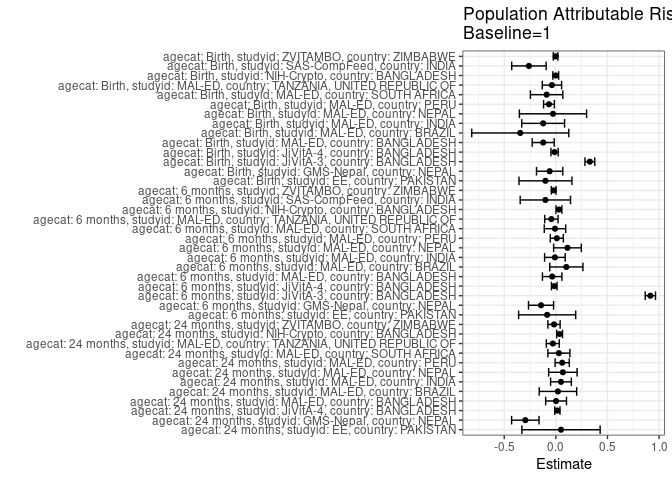 Population Attributable Ris
Baseline=1
agecat: Birth, studyid: ZVITAMBO, country: ZIMBABWE
agecat: Birth, studyid: SAS-CompFeed, country: INDIA
agecat: Birth, studyid: NIH-Crypto, country: BANGLADESH
agecat: Birth, studyid: MAL-ED, country: TANZANIA, UNITED REPUBLIC OF
agecat: Birth, studyid: MAL-ED, country: SOUTH AFRICA
agecat: Birth, studyid: MAL-ED, country: PERU
agecat: Birth, studyid: MAL-ED, country: NEPAL
agecat: Birth, studyid: MAL-ED, country: INDIA
agecat: Birth, studyid: MAL-ED, country: BRAZIL
agecat: Birth, studyid: MAL-ED, country: BANGLADESH
agecat: Birth, studyid: JiVitA-4, country: BANGLADESH
agecat: Birth, studyid: JiVitA-3, country: BANGLADESH
agecat: Birth, studyid: GMS-Nepal, country: NEPAL
agecat: Birth, studyid: EE, country: PAKISTAN
agecat: 6 months, studyid: ZVITAMBO, country: ZIMBABWE
agecat: 6 months, studyid: SAS-CompFeed, country: INDIA
agecat: 6 months, studyid: NIH-Crypto, country: BANGLADESH
agecat: 6 months, studyid: MAL-ED, country: TANZANIA, UNITED REPUBLIC OF
agecat: 6 months, studyid: MAL-ED, country: SOUTH AFRICA
agecat: 6 months, studyid: MAL-ED, country: PERU
agecat: 6 months, studyid: MAL-ED, country: NEPAL
agecat: 6 months, studyid: MAL-ED, country: INDIA
agecat: 6 months, studyid: MAL-ED, country: BRAZIL
agecat: 6 months, studyid: MAL-ED, country: BANGLADESH
agecat: 6 months, studyid: JiVitA-4, country: BANGLADESH
agecat: 6 months, studyid: JiVitA-3, country: BANGLADESH
agecat: 6 months, studyid: GMS-Nepal, country: NEPAL
agecat: 6 months, studyid: EE, country: PAKISTAN
agecat: 24 months, studyid: ZVITAMBO, country: ZIMBABWE
agecat: 24 months, studyid: NIH-Crypto, country: BANGLADESH
agecat: 24 months, studyid: MAL-ED, country: TANZANIA, UNITED REPUBLIC OF
agecat: 24 months, studyid: MAL-ED, country: SOUTH AFRICA
agecat: 24 months, studyid: MAL-ED, country: PERU
agecat: 24 months, studyid: MAL-ED, country: NEPAL
agecat: 24 months, studyid: MAL-ED, country: INDIA
agecat: 24 months, studyid: MAL-ED, country: BRAZIL
agecat: 24 months, studyid: MAL-ED, country: BANGLADESH
agecat: 24 months, studyid: JiVitA-4, country: BANGLADESH
agecat: 24 months, studyid: GMS-Nepal, country: NEPAL
agecat: 24 months, studyid: EE, country: PAKISTAN
-0.5 0.0 0.5 1.0
Estimate